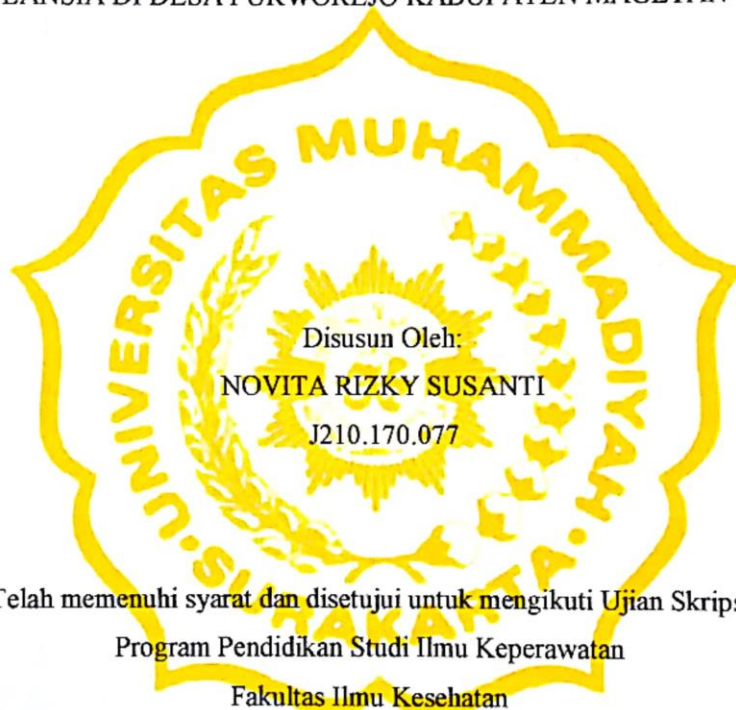 LANSIA DI DESA PURWOREJO KABUPATEN MAGETAN
UNIVERSITAS MUHAMMADIYAH
SURAKARTA
Disusun Oleh:
NOVITA RIZKY SUSANTI
J210.170.077
Telah memenuhi syarat dan disetujui untuk mengikuti Ujian Skrips
Program Pendidikan Studi Ilmu Keperawatan
Fakultas Ilmu Kesehatan